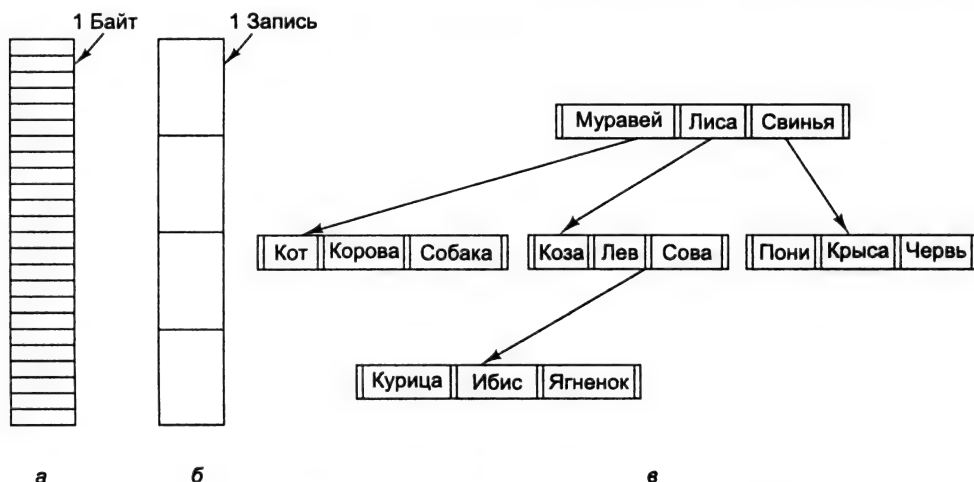 1 Байт
1 Запись
Муравей Лиса Свинья
Кот Корова Собака
Коза Лев Сова
Пони Крыса Червь
Курица Ибис Ягненок
а
б
в